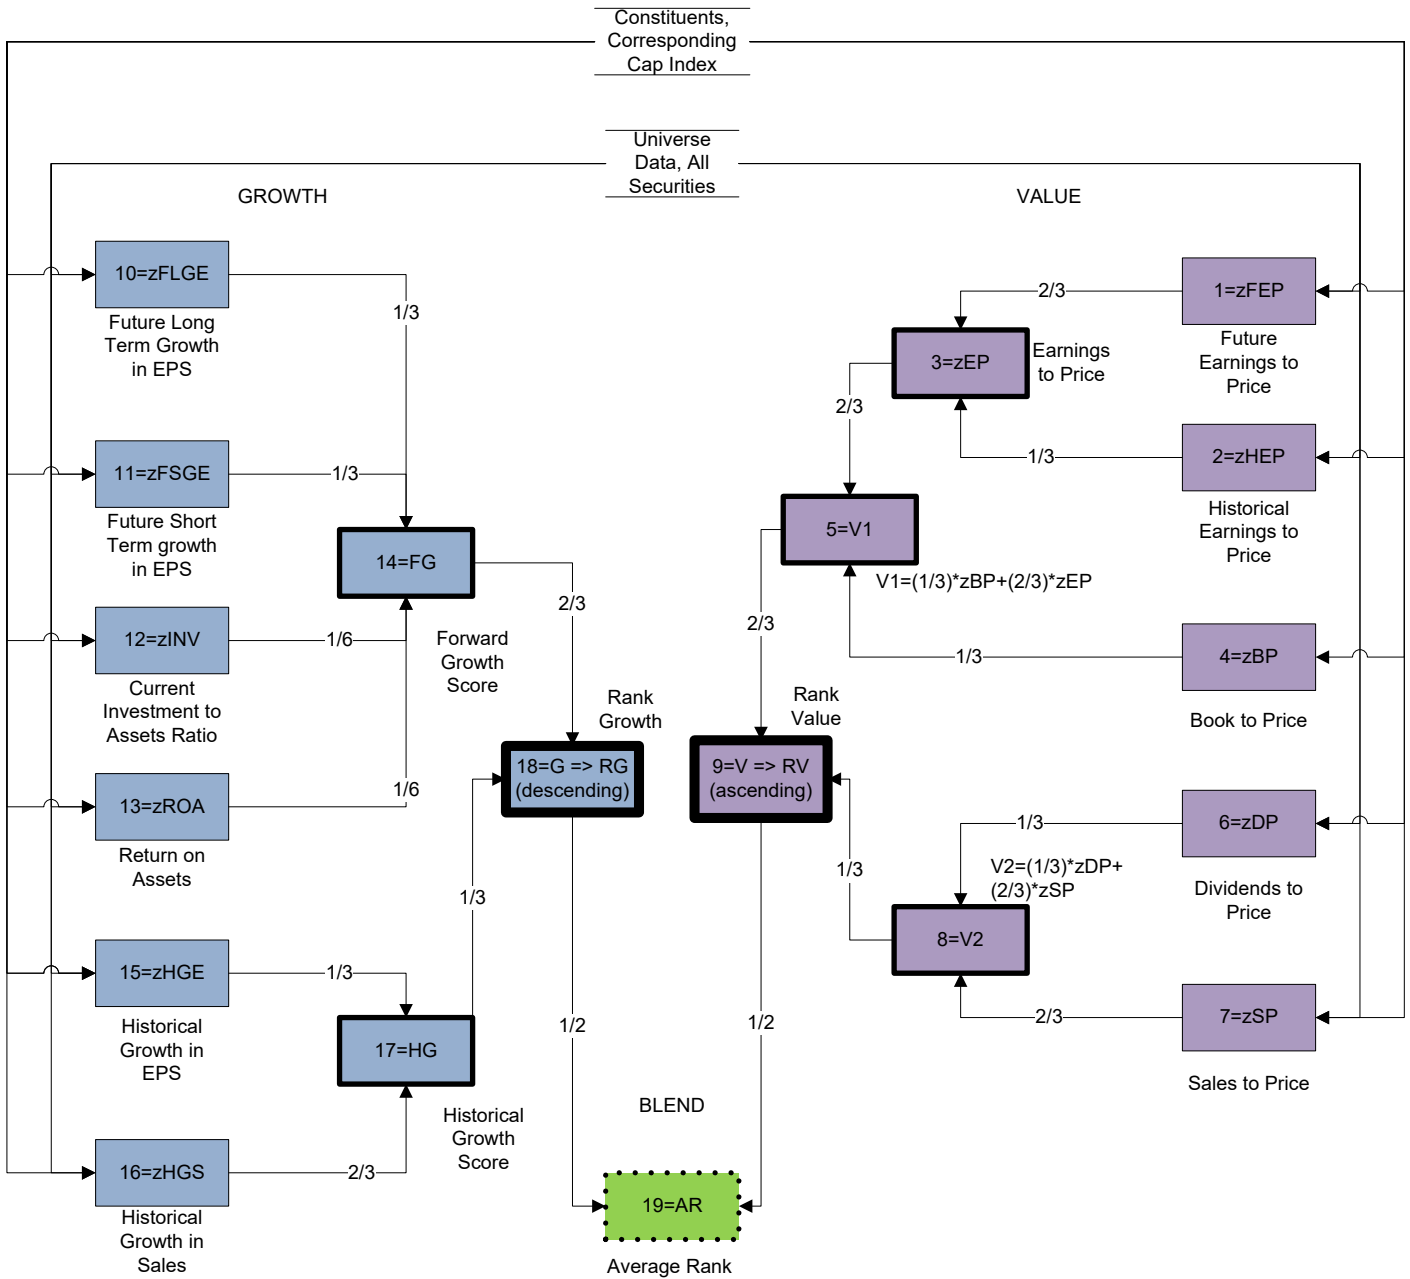 Constituents,
Corresponding
Cap Index
Universe
Data, All
Securities
GROWTH
VALUE
10=zFLGE
Future Long
Term Growth
in EPS
1/3
11=zFSGE
Future Short
Term growth
in EPS
1/3
14=FG
Forward
Growth
Score
12=zINV
Current
Investment to
Assets Ratio
1/6
13=zROA
Return on
Assets
1/6
2/3
Rank
Growth
18=G => RG
(descending)
15=zHGE
Historical
Growth in
EPS
1/3
17=HG
Historical
Growth
Score
1/3
16=zHGS
Historical
Growth in
Sales
2/3
1/2
1=zFEP
Future
Earnings to
Price
2/3
3=zEP
Earnings
to Price
2=zHEP
Historical
Earnings to
Price
1/3
2/3
5=V1
V1=(1/3)*zBP+(2/3)*zEP
4=zBP
Book to Price
1/3
2/3
Rank
Value
9=V => RV
(ascending)
6=zDP
Dividends to
Price
1/3
V2=(1/3)*zDP+
(2/3)*zSP
8=V2
1/3
7=zSP
Sales to Price
2/3
1/2
BLEND
19=AR
Average Rank